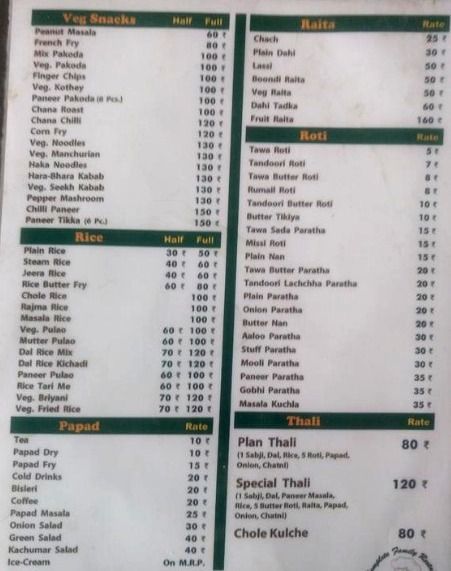 Veg Snacks Half Full
Peanut Masala 60 ₹
French Fry 80 ₹
Mix Pakoda 100 ₹
Veg. Pakoda 100 ₹
Finger Chips 100 ₹
Veg. Kothey 100 ₹
Paneer Pakoda (6 Pcs.) 100 ₹
Chana Roast 100 ₹
Chana Chilli 120 ₹
Corn Fry 120 ₹
Veg. Noodles 130 ₹
Veg. Manchurian 130 ₹
Haka Noodles 130 ₹
Hara-Bhara Kabab 130 ₹
Veg. Seekh Kabab 130 ₹
Pepper Mashroom 130 ₹
Chilli Paneer 150 ₹
Paneer Tikka (6 Pc.) 150 ₹
Rice Half Full
Plain Rice 30 ₹ 50 ₹
Steam Rice 40 ₹ 60 ₹
Jeera Rice 40 ₹ 60 ₹
Rice Butter Fry 60 ₹ 80 ₹
Chole Rice 100 ₹
Rajma Rice 100 ₹
Masala Rice 100 ₹
Veg. Pulao 60 ₹ 100 ₹
Mutter Pulao 60 ₹ 100 ₹
Dal Rice Mix 70 ₹ 120 ₹
Dal Rice Kichadi 70 ₹ 120 ₹
Paneer Pulao 60 ₹ 100 ₹
Rice Tari Me 60 ₹ 100 ₹
Veg. Briyani 70 ₹ 120 ₹
Veg. Fried Rice 70 ₹ 120 ₹
Papad Rate
Tea 10 ₹
Papad Dry 10 ₹
Papad Fry 15 ₹
Cold Drinks 20 ₹
Bisleri 20 ₹
Coffee 20 ₹
Papad Masala 25 ₹
Onion Salad 30 ₹
Green Salad 40 ₹
Kachumar Salad 40 ₹
Ice-Cream On M.R.P.
Raita Rate
Chach 25 ₹
Plain Dahi 30 ₹
Lassi 50 ₹
Boondi Raita 50 ₹
Veg Raita 50 ₹
Dahi Tadka 60 ₹
Fruit Raita 160 ₹
Roti Rate
Tawa Roti 5 ₹
Tandoori Roti 7 ₹
Tawa Butter Roti 8 ₹
Rumali Roti 8 ₹
Tandoori Butter Roti 10 ₹
Butter Tikiya 10 ₹
Tawa Sada Paratha 15 ₹
Missi Roti 15 ₹
Plain Nan 15 ₹
Tawa Butter Paratha 20 ₹
Tandoori Lachchha Paratha 20 ₹
Plain Paratha 20 ₹
Onion Paratha 20 ₹
Butter Nan 20 ₹
Aaloo Paratha 30 ₹
Stuff Paratha 30 ₹
Mooli Paratha 30 ₹
Paneer Paratha 35 ₹
Gobhi Paratha 35 ₹
Masala Kuchla 35 ₹
Thali Rate
Plan Thali 80 ₹
(1 Sabji, Dal, Rice, 5 Roti, Papad,
Onion, Chatni)
Special Thali 120 ₹
(1 Sabji, Dal, Paneer Masala,
Rice, 5 Butter Roti, Raita, Papad,
Onion, Chatni)
Chole Kulche 80 ₹
Family